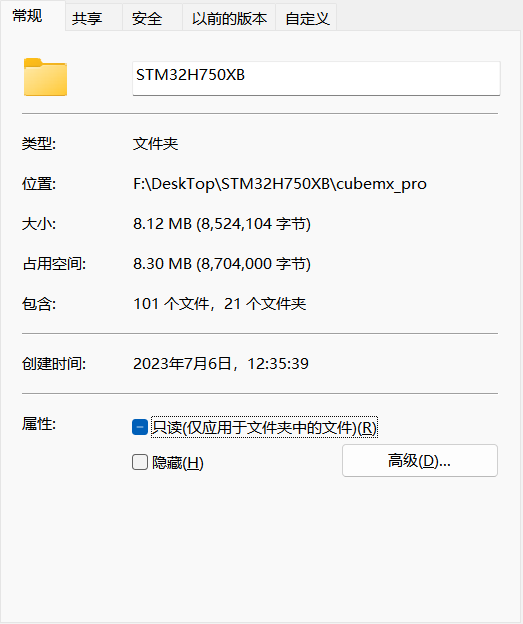 常规 共享 安全 以前的版本 自定义
STM32H750XB
类型: 文件夹
位置: F:\DeskTop\STM32H750XB\cubemx_pro
大小: 8.12 MB (8,524,104 字节)
占用空间: 8.30 MB (8,704,000 字节)
包含: 101 个文件，21 个文件夹
创建时间: 2023年7月6日，12:35:39
属性: 只读(仅应用于文件夹中的文件)(R)
隐藏(H) 高级(D)...